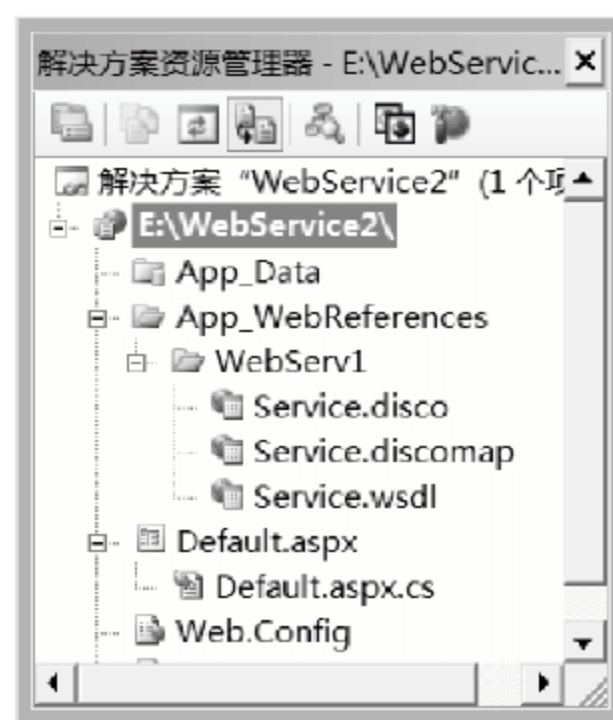 解决方案资源管理器 - E:\WebServic...
解决方案 "WebService2" (1 个项
E:\WebService2\
App_Data
App_WebReferences
WebServ1
Service.disco
Service.discomap
Service.wsdl
Default.aspx
Default.aspx.cs
Web.Config